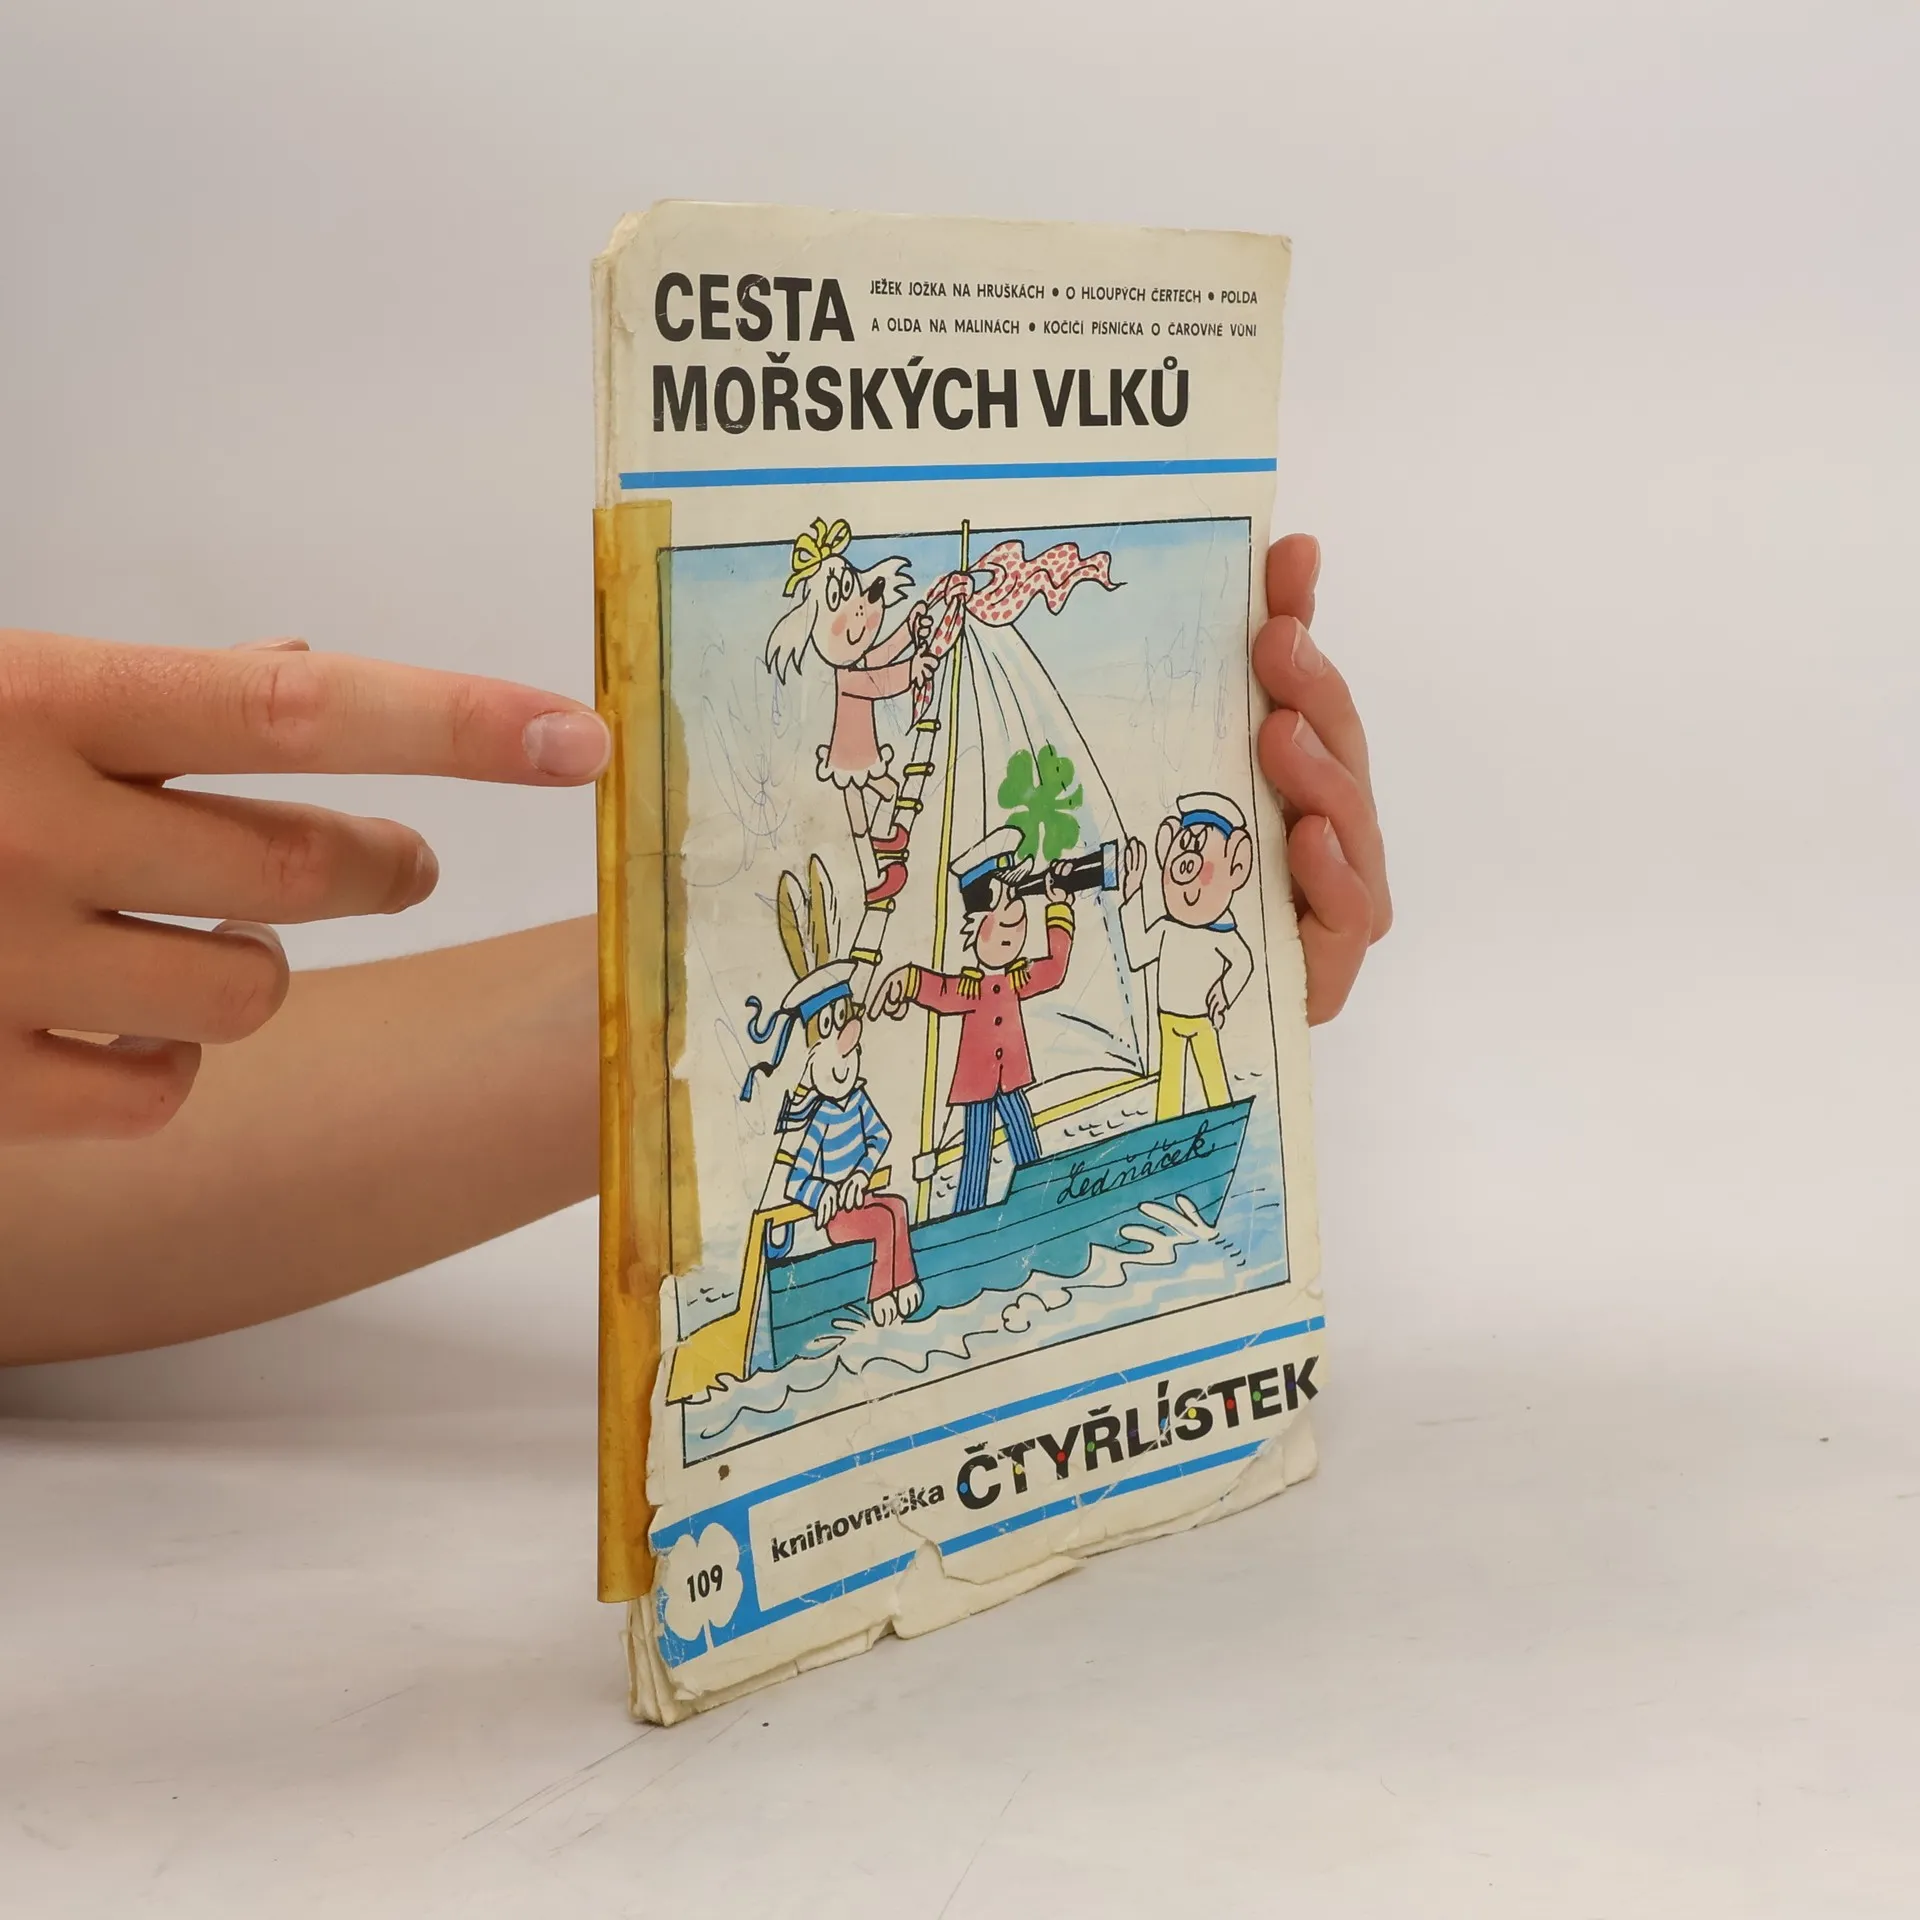 CESTA
JEŽEK JOŽKA NA HRUŠKÁCH • O HLOUPÝCH ČERTECH • POLDA
A OLDA NA MALINÁCH • KOČIČÍ PÍSNIČKA O ČAROVNÉ VŮNI
MOŘSKÝCH VLKŮ
Ledňáček
knihovnička ČTYŘLÍSTEK
109